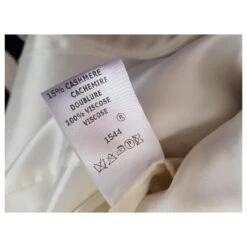 15% CASHMERE
CACHEMIRE
DOUBLURE
100% VISCOSE
VISCOSE
®
1544
P